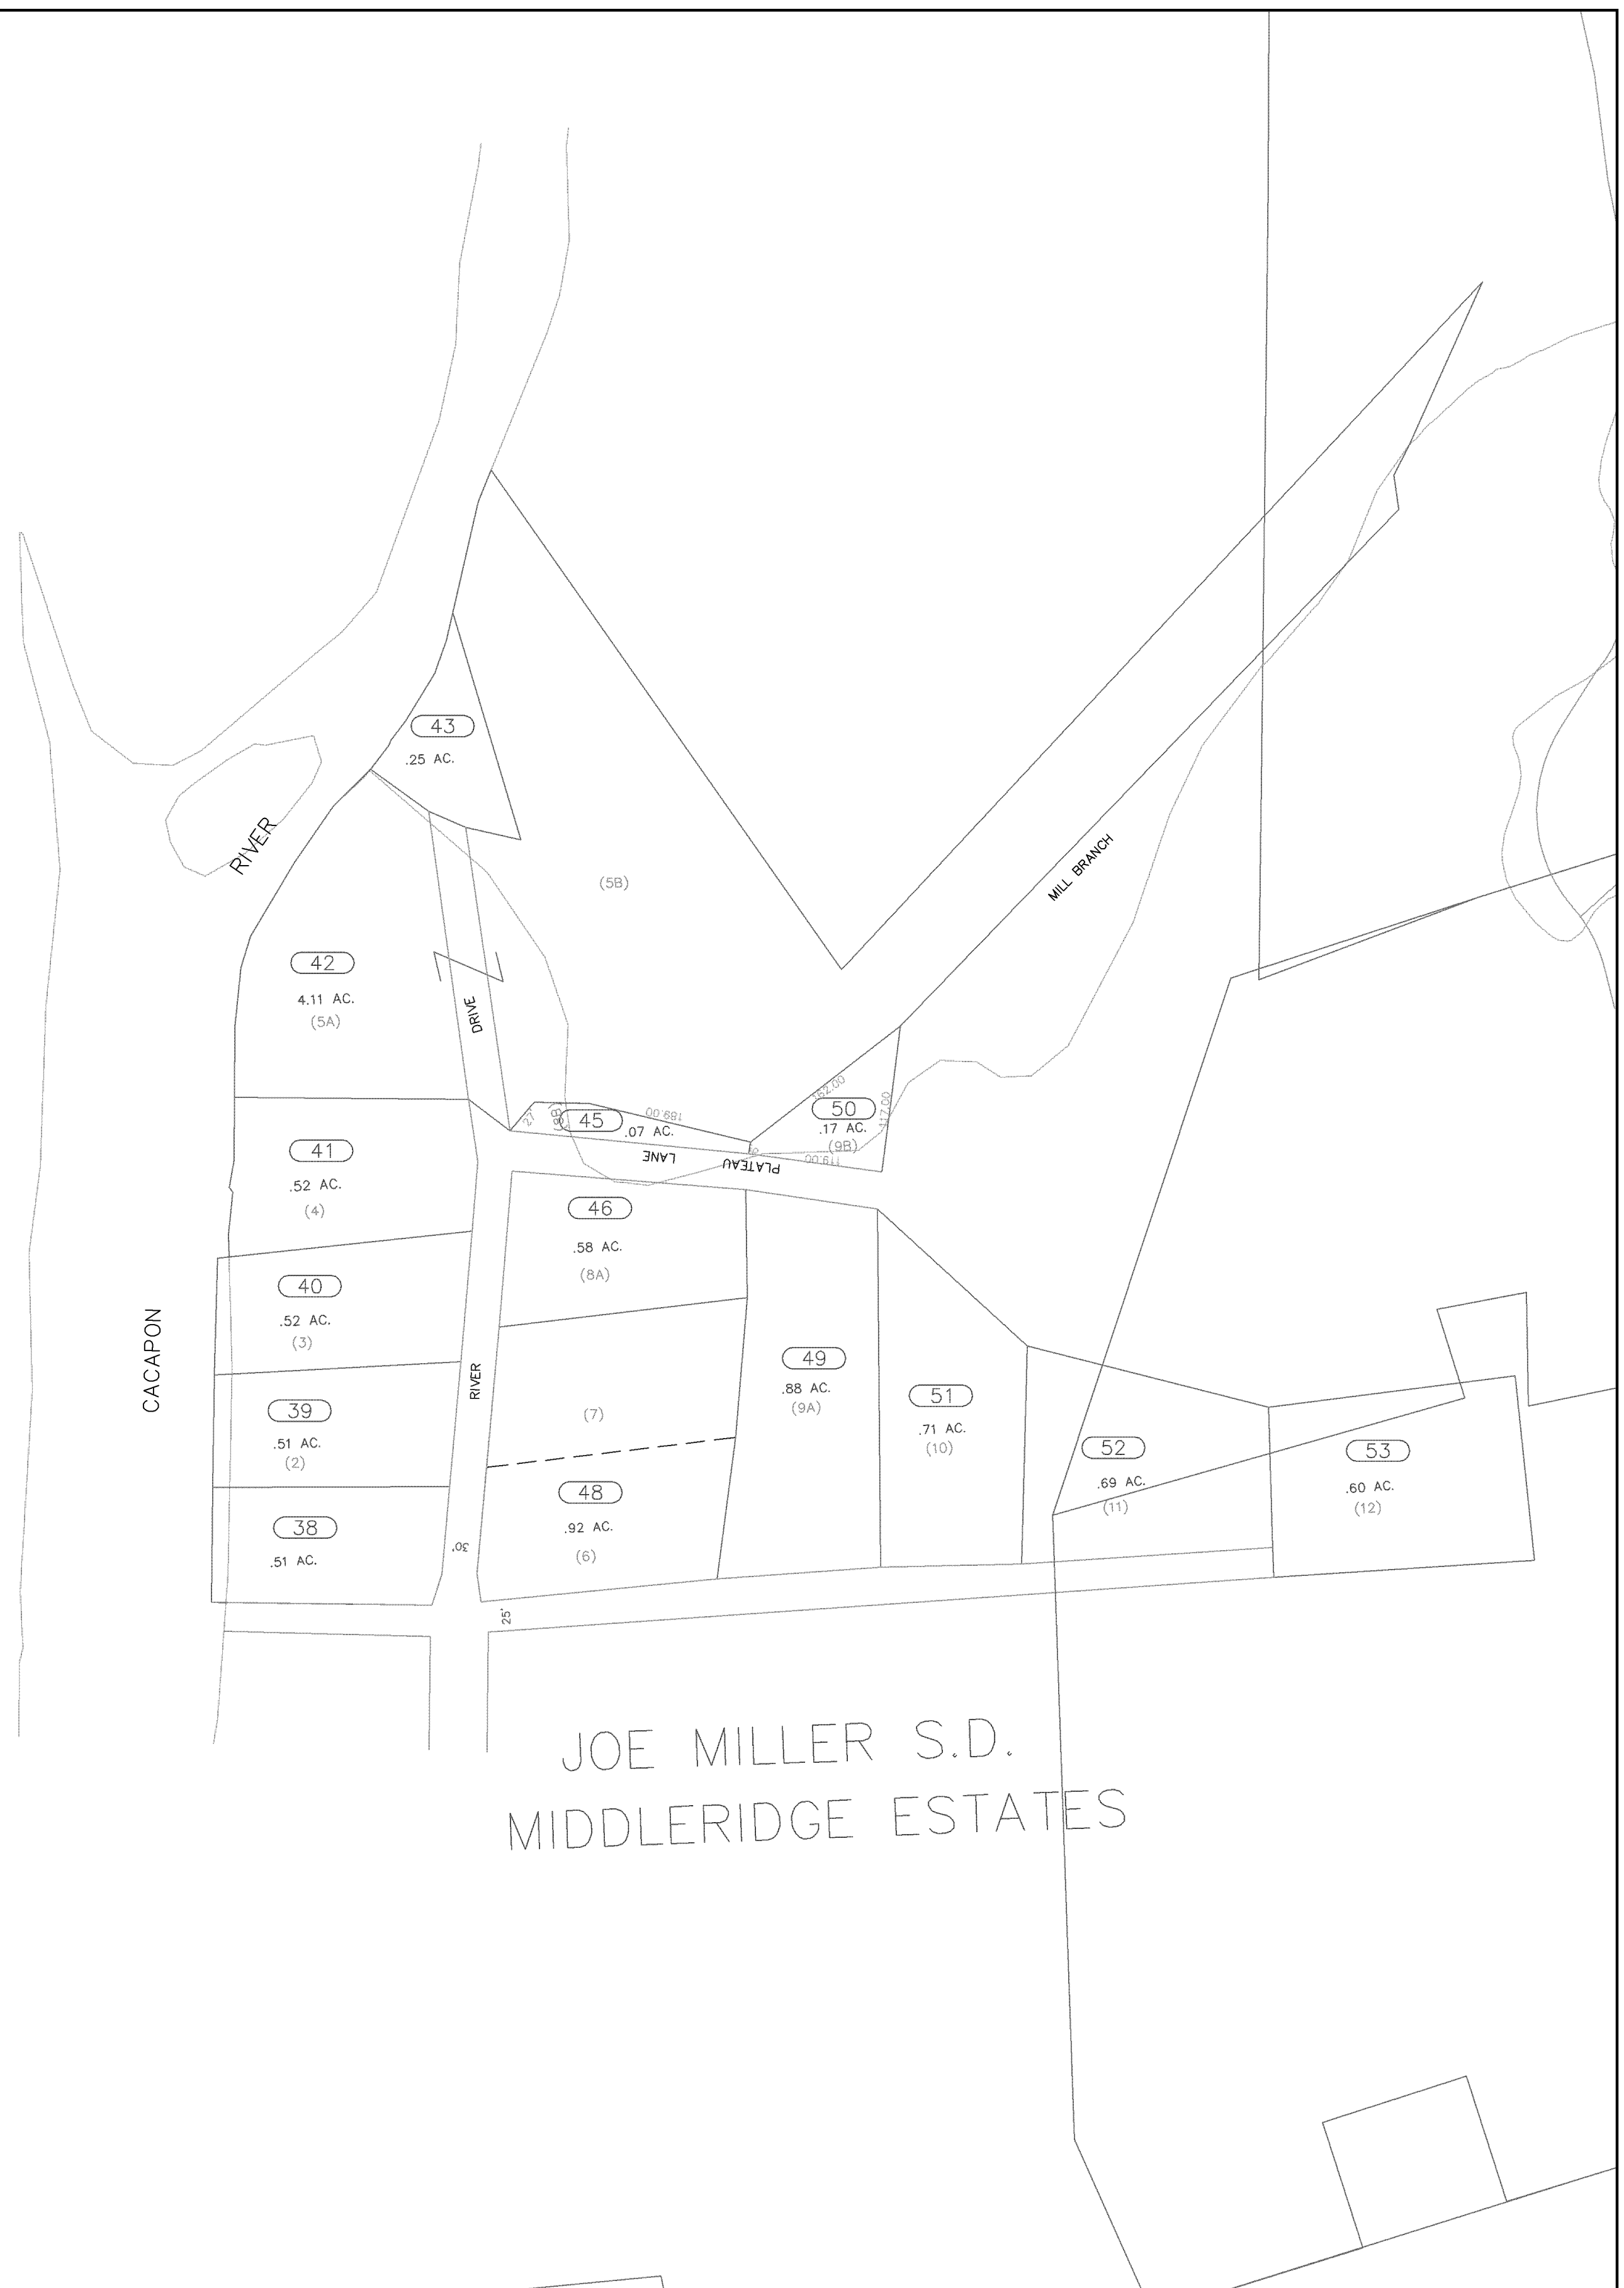 43
.25 AC.
RIVER
(5B)
MILL BRANCH
42
4.11 AC.
(5A)
DRIVE
162.00
50
.17 AC.
(9B)
117.00
119.00
27
(8B)
45
189.00
.07 AC.
LANE
PLATEAU
41
.52 AC.
(4)
46
.58 AC.
(8A)
40
.52 AC.
(3)
CACAPON
RIVER
49
.88 AC.
(9A)
51
.71 AC.
(10)
39
.51 AC.
(2)
(7)
52
.69 AC.
(11)
53
.60 AC.
(12)
48
.92 AC.
(6)
38
.51 AC.
30'
25'
JOE MILLER S.D.
MIDDLERIDGE ESTATES